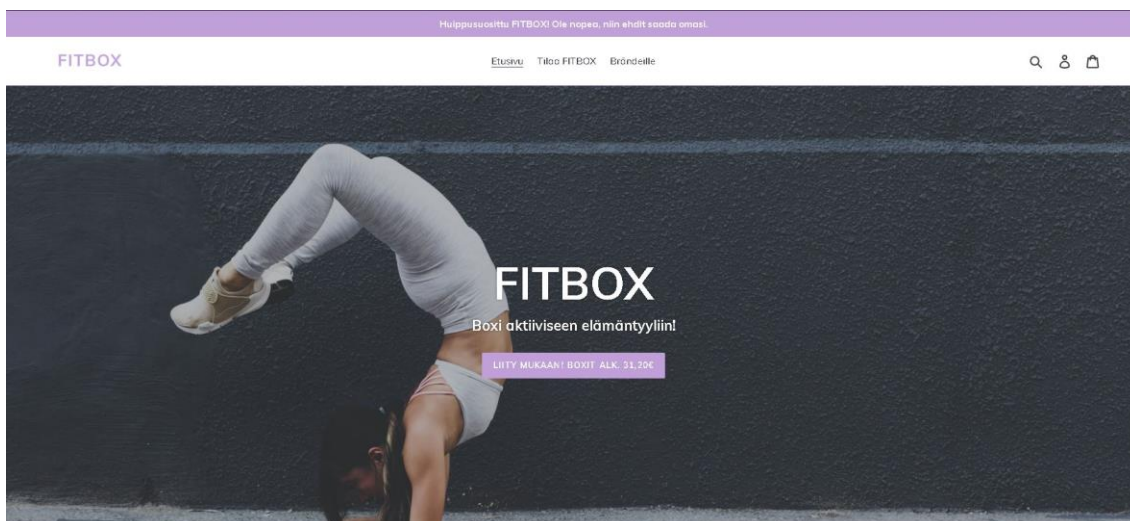 Huippusuosittu FITBOX! Ole nopea, niin ehdit saada omasi.
FITBOX
Etusivu Tilaa FITBOX Brändeille
FITBOX
Boxi aktiiviseen elämäntyyliin!
LIITY MUKAAN! BOXIT ALK. 31,20€